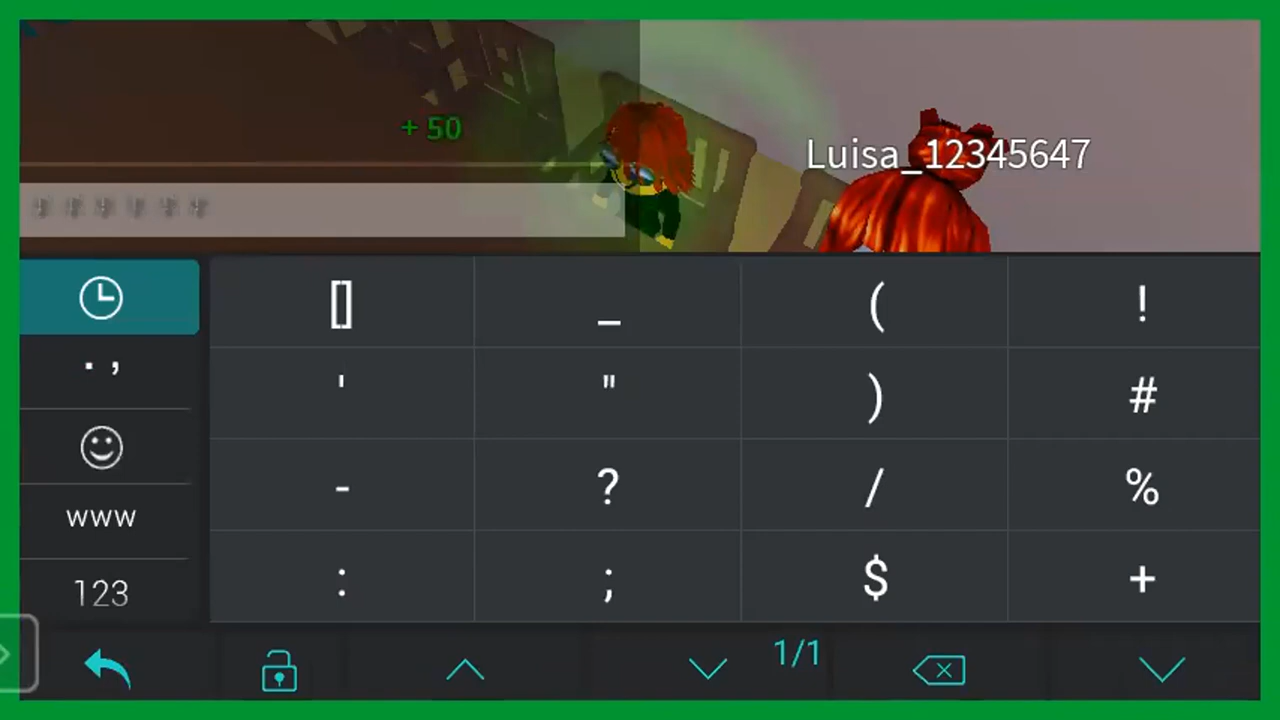 + 50
Luisa_12345647
# # # # # #
[] _ ( !
. ,
' " ) #
- ? / %
www
: ; $ +
123
1/1